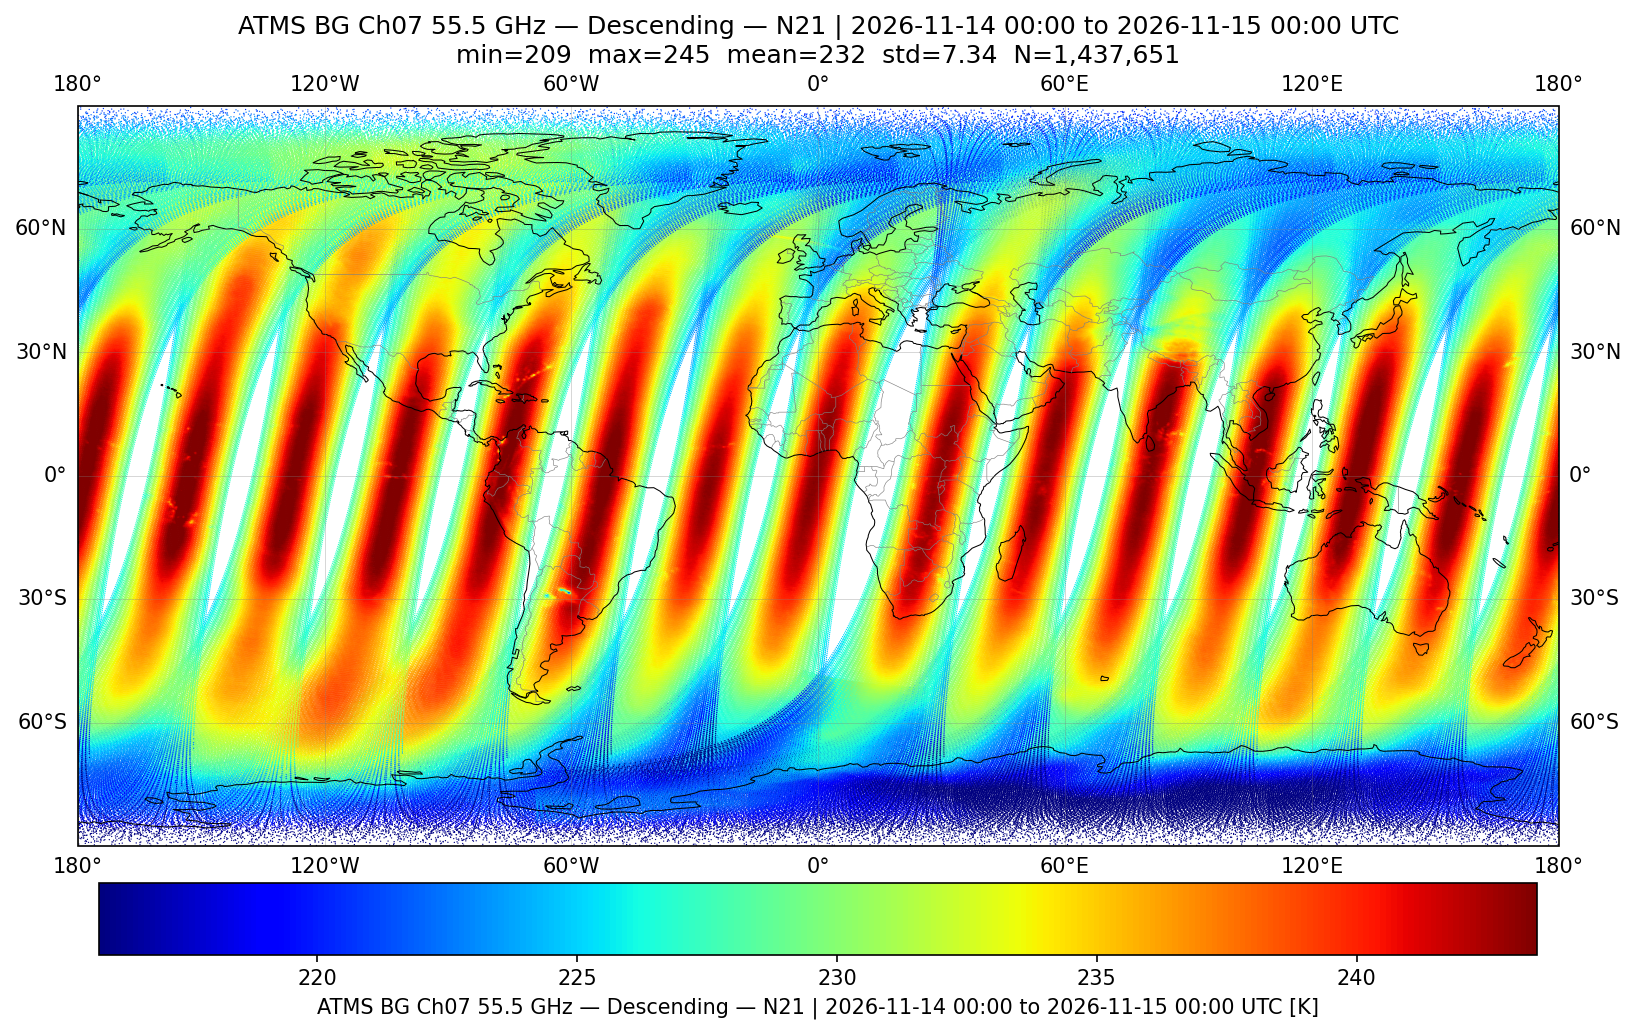 ATMS BG Ch07 55.5 GHz — Descending — N21 | 2026-11-14 00:00 to 2026-11-15 00:00 UTC
min=209  max=245  mean=232  std=7.34  N=1,437,651
180° 120°W 60°W 0° 60°E 120°E 180°
60°N 60°N
30°N 30°N
0° 0°
30°S 30°S
60°S 60°S
180° 120°W 60°W 0° 60°E 120°E 180°
220 225 230 235 240
ATMS BG Ch07 55.5 GHz — Descending — N21 | 2026-11-14 00:00 to 2026-11-15 00:00 UTC [K]